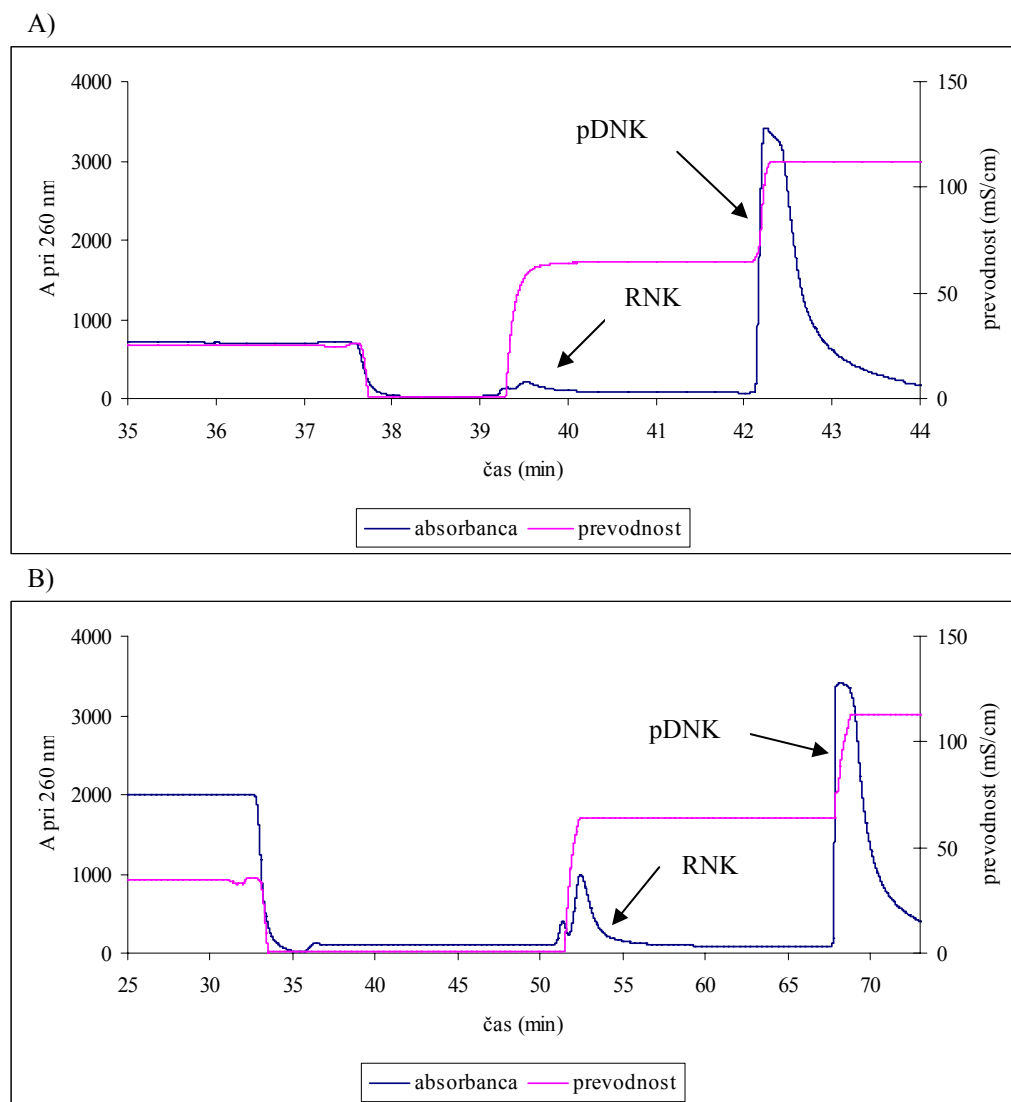 A)
4000
3000
2000
1000
0
A pri 260 nm
150
100
50
0
prevodnost (mS/cm)
pDNK
RNK
35 36 37 38 39 40 41 42 43 44
čas (min)
absorbanca prevodnost
B)
4000
3000
2000
1000
0
A pri 260 nm
150
100
50
0
prevodnost (mS/cm)
pDNK
RNK
25 30 35 40 45 50 55 60 65 70
čas (min)
absorbanca prevodnost